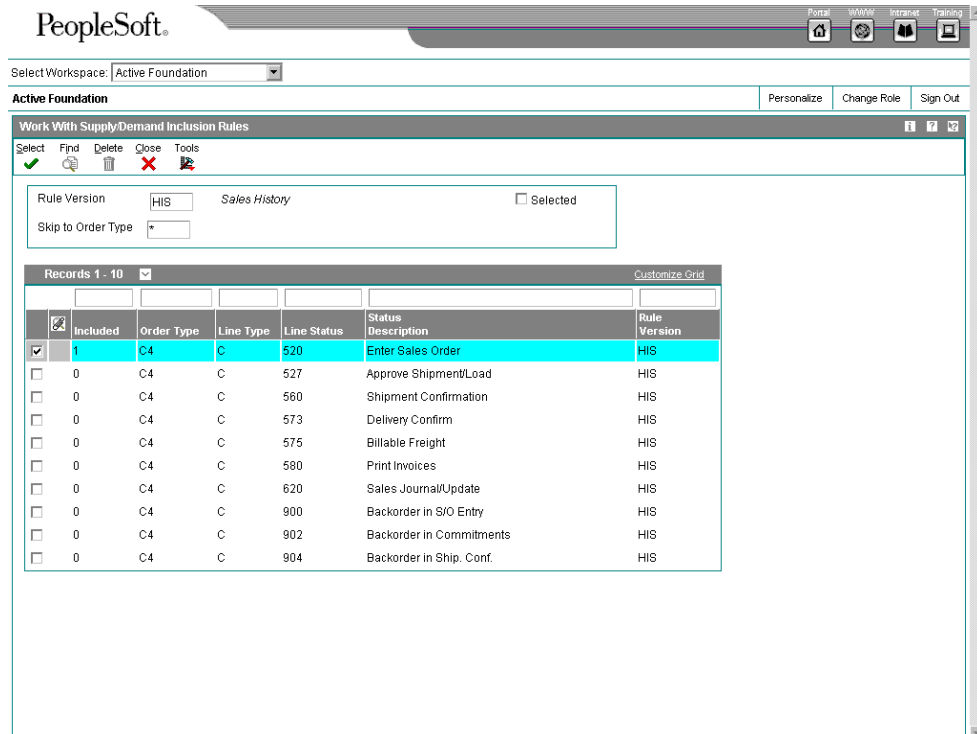 Portal WWW Intranet Training
PeopleSoft®
Select Workspace: Active Foundation
Active Foundation Personalize Change Role Sign Out
Work With Supply/Demand Inclusion Rules
Select Find Delete Close Tools
Rule Version HIS Sales History Selected
Skip to Order Type *
Records 1 - 10 Customize Grid
Included Order Type Line Type Line Status Status Description Rule Version
1 C4 C 520 Enter Sales Order HIS
0 C4 C 527 Approve Shipment/Load HIS
0 C4 C 560 Shipment Confirmation HIS
0 C4 C 573 Delivery Confirm HIS
0 C4 C 575 Billable Freight HIS
0 C4 C 580 Print Invoices HIS
0 C4 C 620 Sales Journal/Update HIS
0 C4 C 900 Backorder in S/O Entry HIS
0 C4 C 902 Backorder in Commitments HIS
0 C4 C 904 Backorder in Ship. Conf. HIS